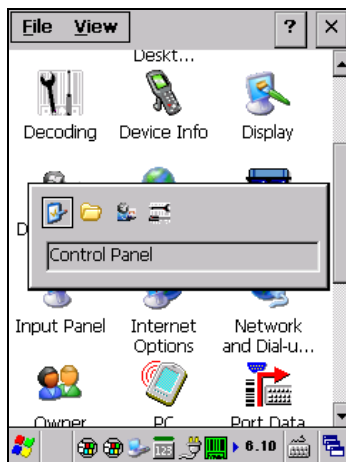 File View ? ×
Deskt...
Decoding Device Info Display
D
Control Panel
Input Panel Internet Options Network and Dial-u...
Owner PC Port Data
123 6.10